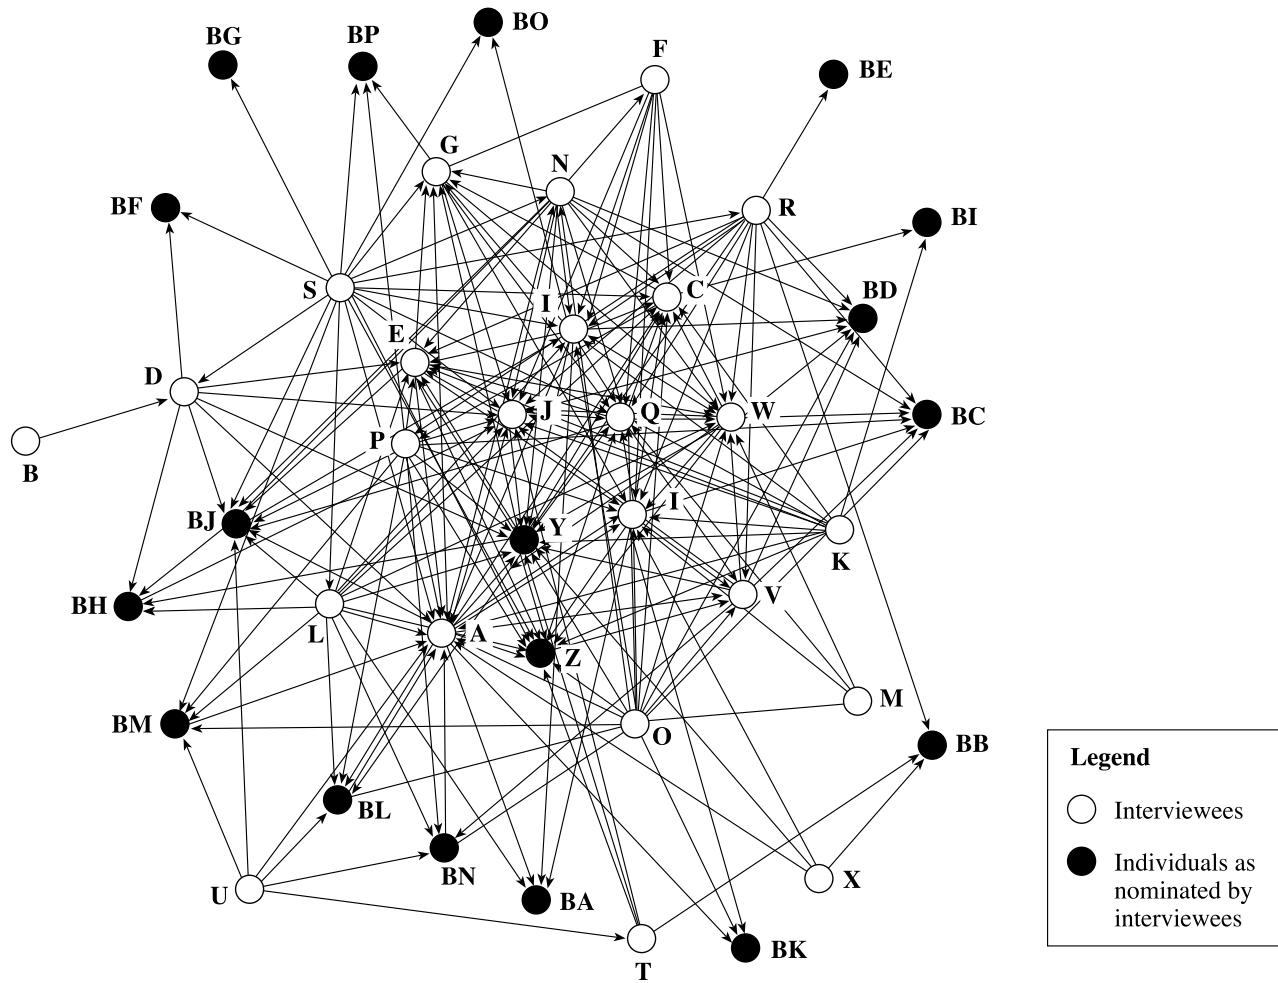 BO
BG
BP
F
BE
G
N
BF
R
BI
S
I
C
BD
E
D
J
Q
W
BC
P
B
I
BJ
Y
K
BH
V
L
A
Z
M
BM
O
BB
Legend
BL
Interviewees
BN
U
X
BA
Individuals as
nominated by
interviewees
BK
T